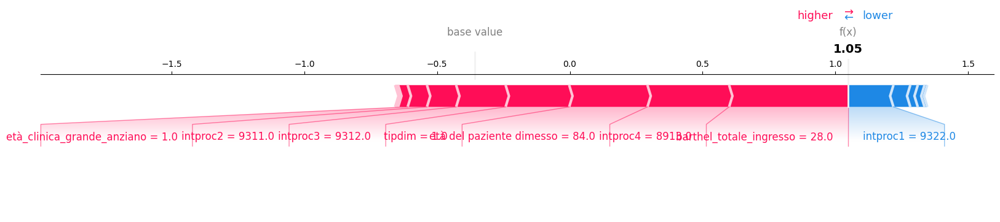 higher → ← lower
base value
f(x)
1.05
−1.5 −1.0 −0.5 0.0 0.5 1.0 1.5
età_clinica_grande_anziano = 1.0 intproc2 = 9311.0 intproc3 = 9312.0 tipdim = 1.0 età del paziente dimesso = 84.0 intproc4 = 8913.0 barthel_totale_ingresso = 28.0 intproc1 = 9322.0